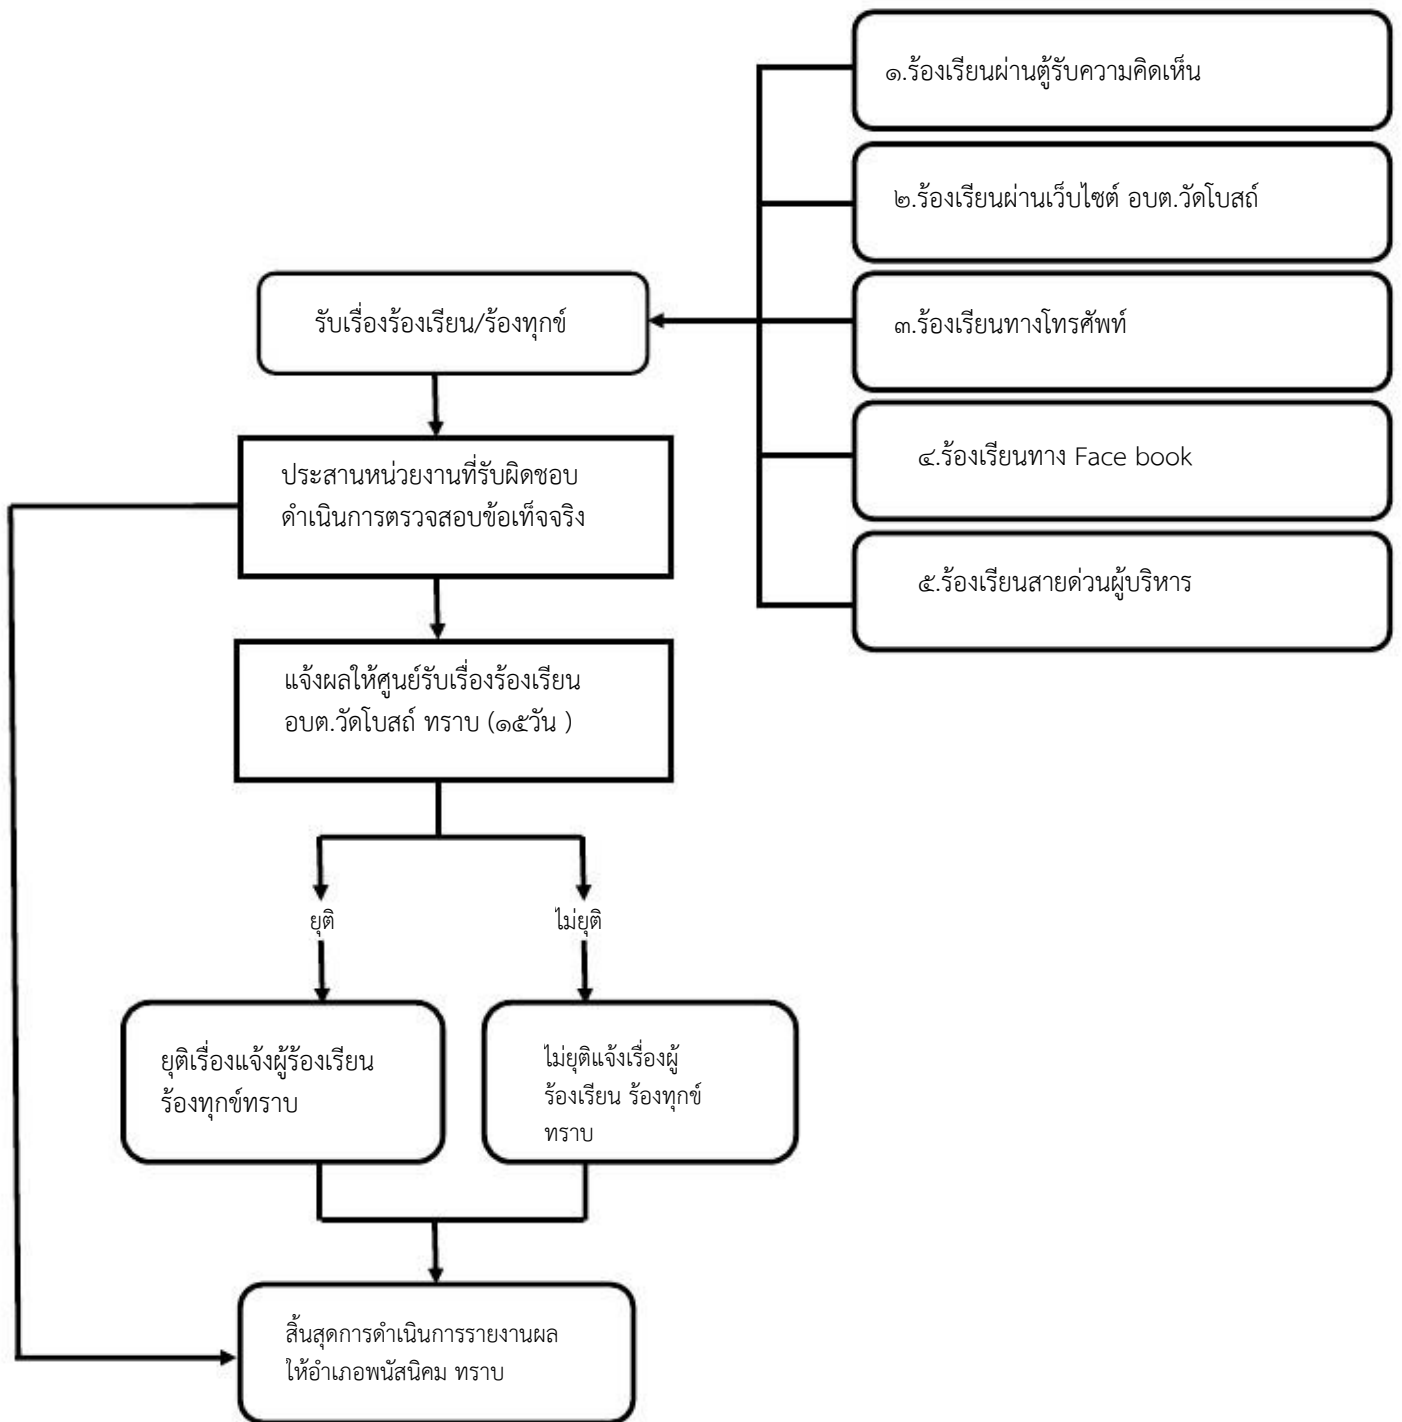 ๑.ร้องเรียนผ่านตู้รับความคิดเห็น
๒.ร้องเรียนผ่านเว็บไซต์ อบต.วัดโบสถ์
รับเรื่องร้องเรียน/ร้องทุกข์
๓.ร้องเรียนทางโทรศัพท์
๔.ร้องเรียนทาง Face book
๕.ร้องเรียนสายด่วนผู้บริหาร
ประสานหน่วยงานที่รับผิดชอบ
ดำเนินการตรวจสอบข้อเท็จจริง
แจ้งผลให้ศูนย์รับเรื่องร้องเรียน
อบต.วัดโบสถ์ ทราบ (๑๕วัน )
ยุติ
ไม่ยุติ
ยุติเรื่องแจ้งผู้ร้องเรียน
ร้องทุกข์ทราบ
ไม่ยุติแจ้งเรื่องผู้
ร้องเรียน ร้องทุกข์
ทราบ
สิ้นสุดการดำเนินการรายงานผล
ให้อำเภอพนัสนิคม ทราบ